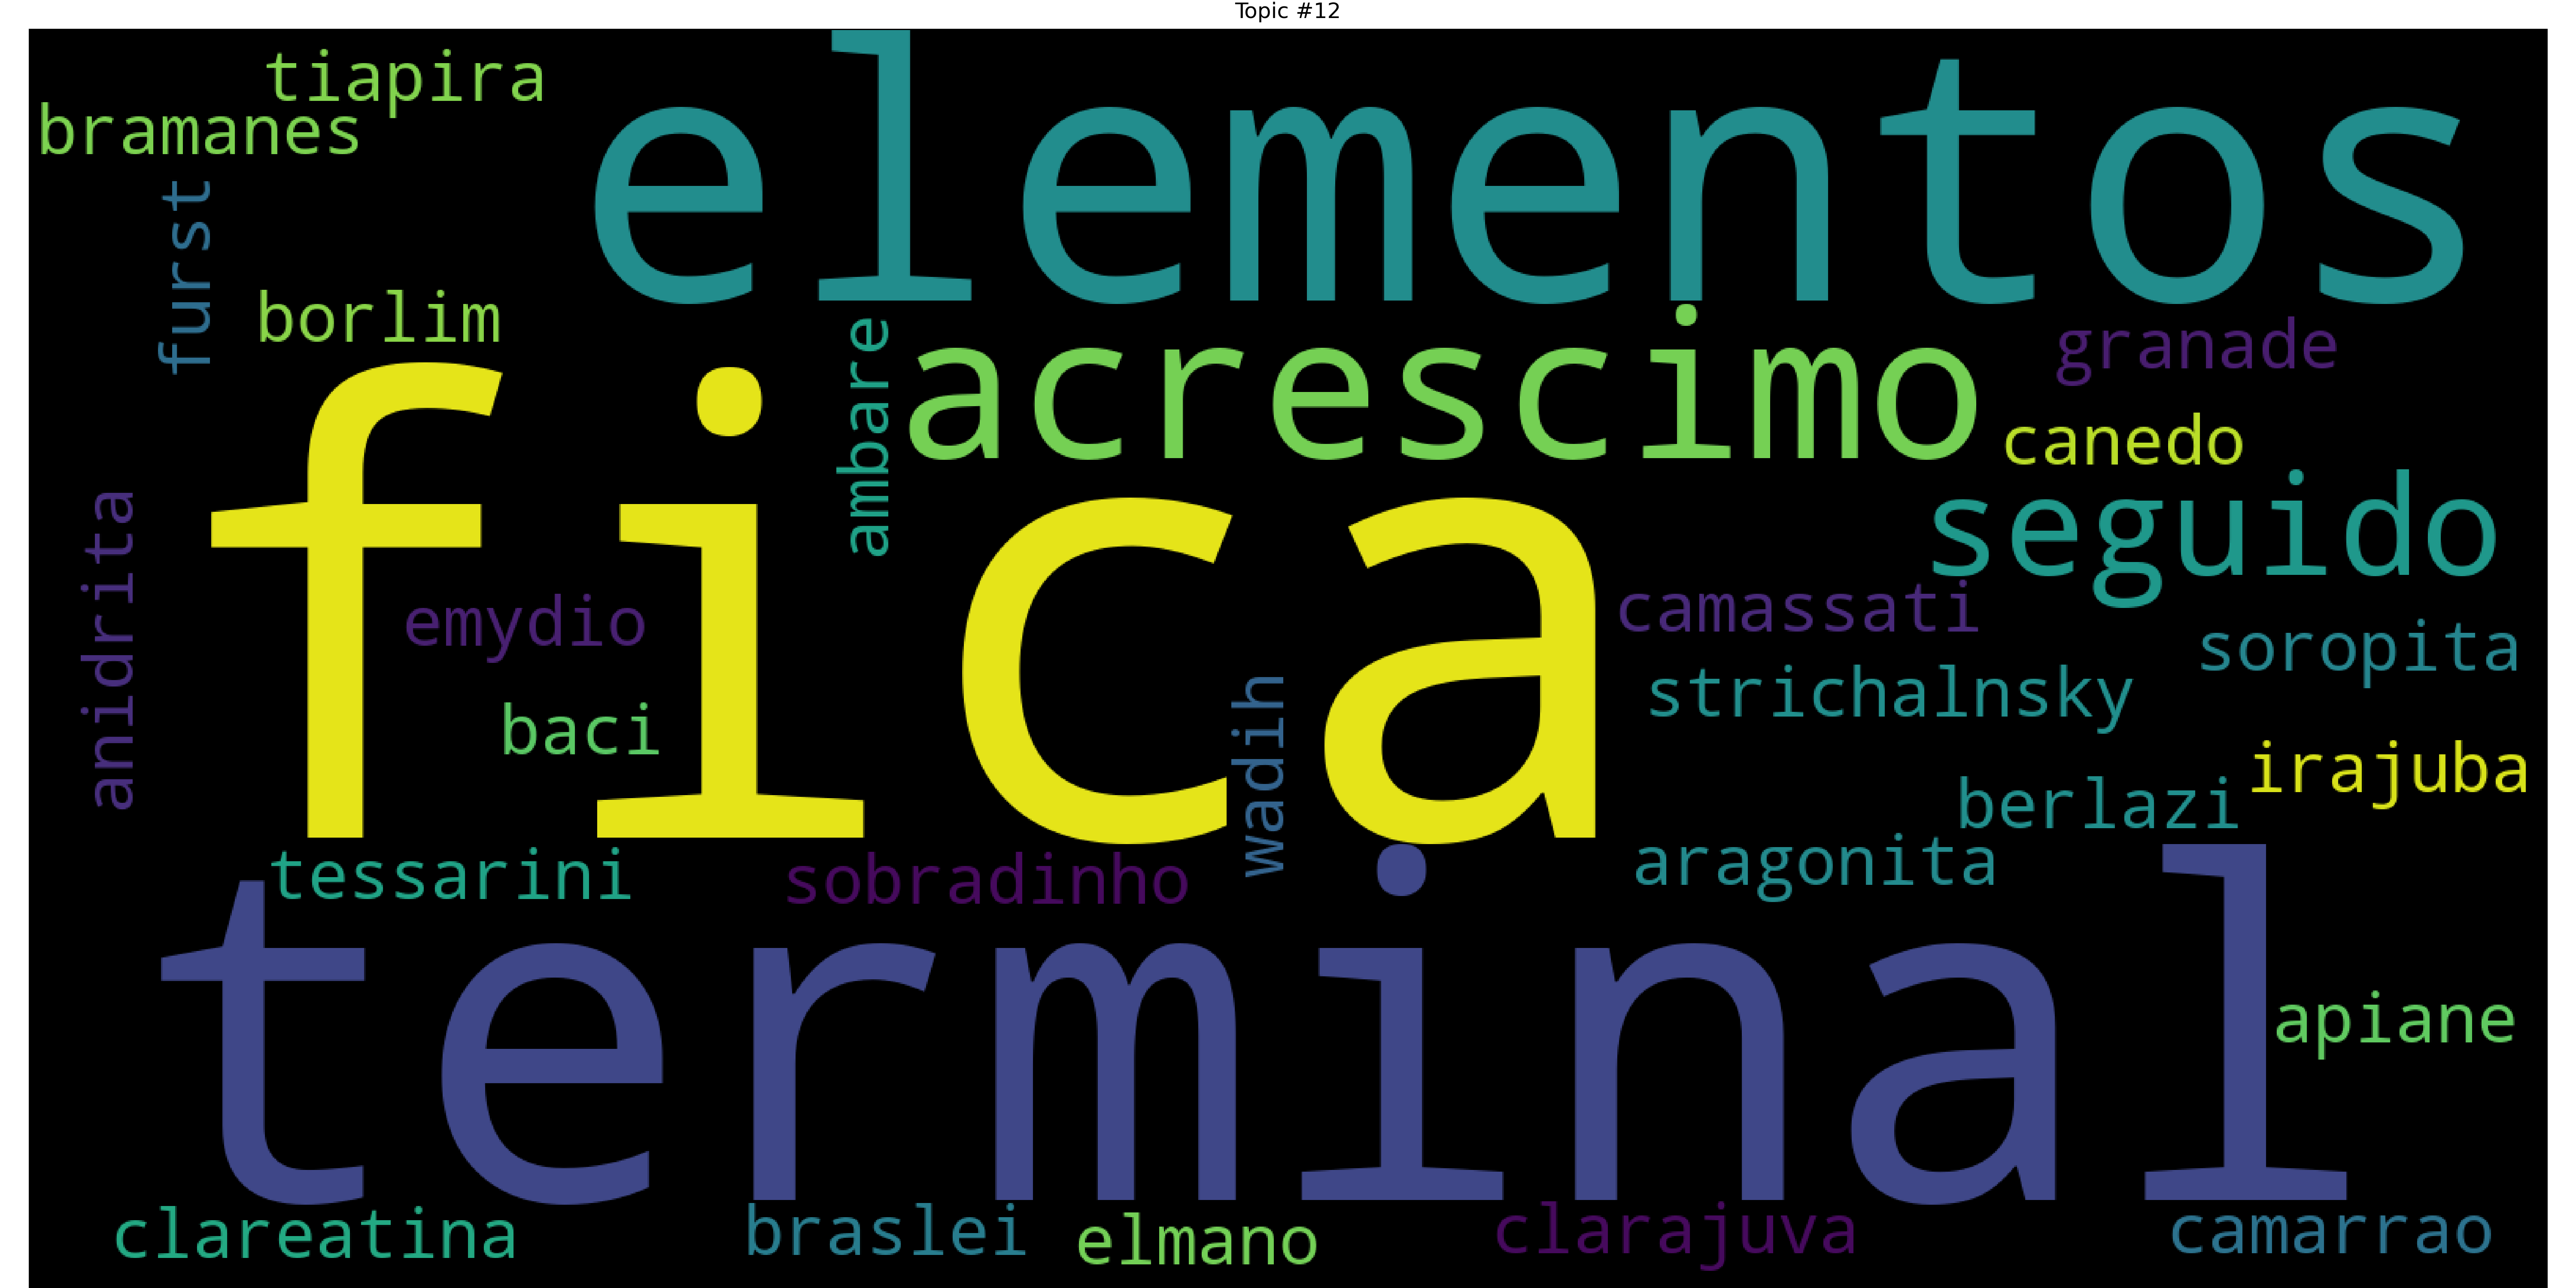 Topic #12
tiapira
elementos
bramanes
furst
borlim
ambare
acrescimo
granade
canedo
fica
seguido
anidrita
emydio
camassati
soropita
strichalnsky
baci
wadih
irajuba
berlazi
aragonita
tessarini
sobradinho
terminal
apiane
clareatina
braslei
elmano
clarajuva
camarrao